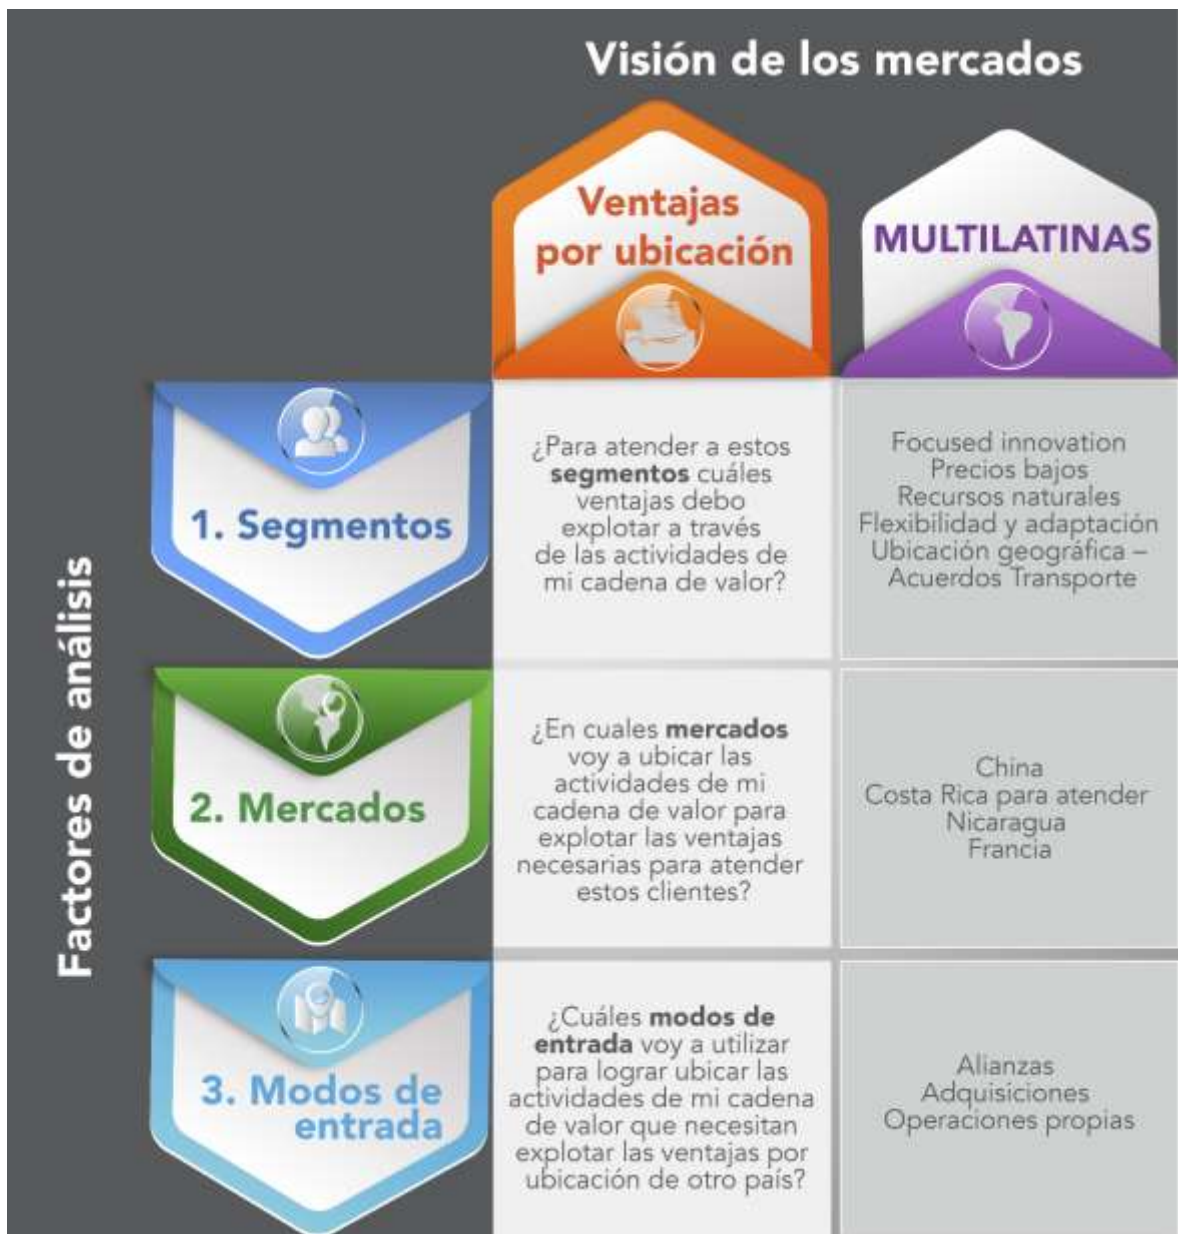 Visión de los mercados
Ventajas
por ubicación
MULTILATINAS
Factores de análisis
1. Segmentos
¿Para atender a estos
segmentos cuáles
ventajas debo
explotar a través
de las actividades de
mi cadena de valor?
Focused innovation
Precios bajos
Recursos naturales
Flexibilidad y adaptación
Ubicación geográfica –
Acuerdos Transporte
2. Mercados
¿En cuales mercados
voy a ubicar las
actividades de mi
cadena de valor para
explotar las ventajas
necesarias para atender
estos clientes?
China
Costa Rica para atender
Nicaragua
Francia
3. Modos de
entrada
¿Cuáles modos de
entrada voy a utilizar
para lograr ubicar las
actividades de mi cadena
de valor que necesitan
explotar las ventajas por
ubicación de otro país?
Alianzas
Adquisiciones
Operaciones propias